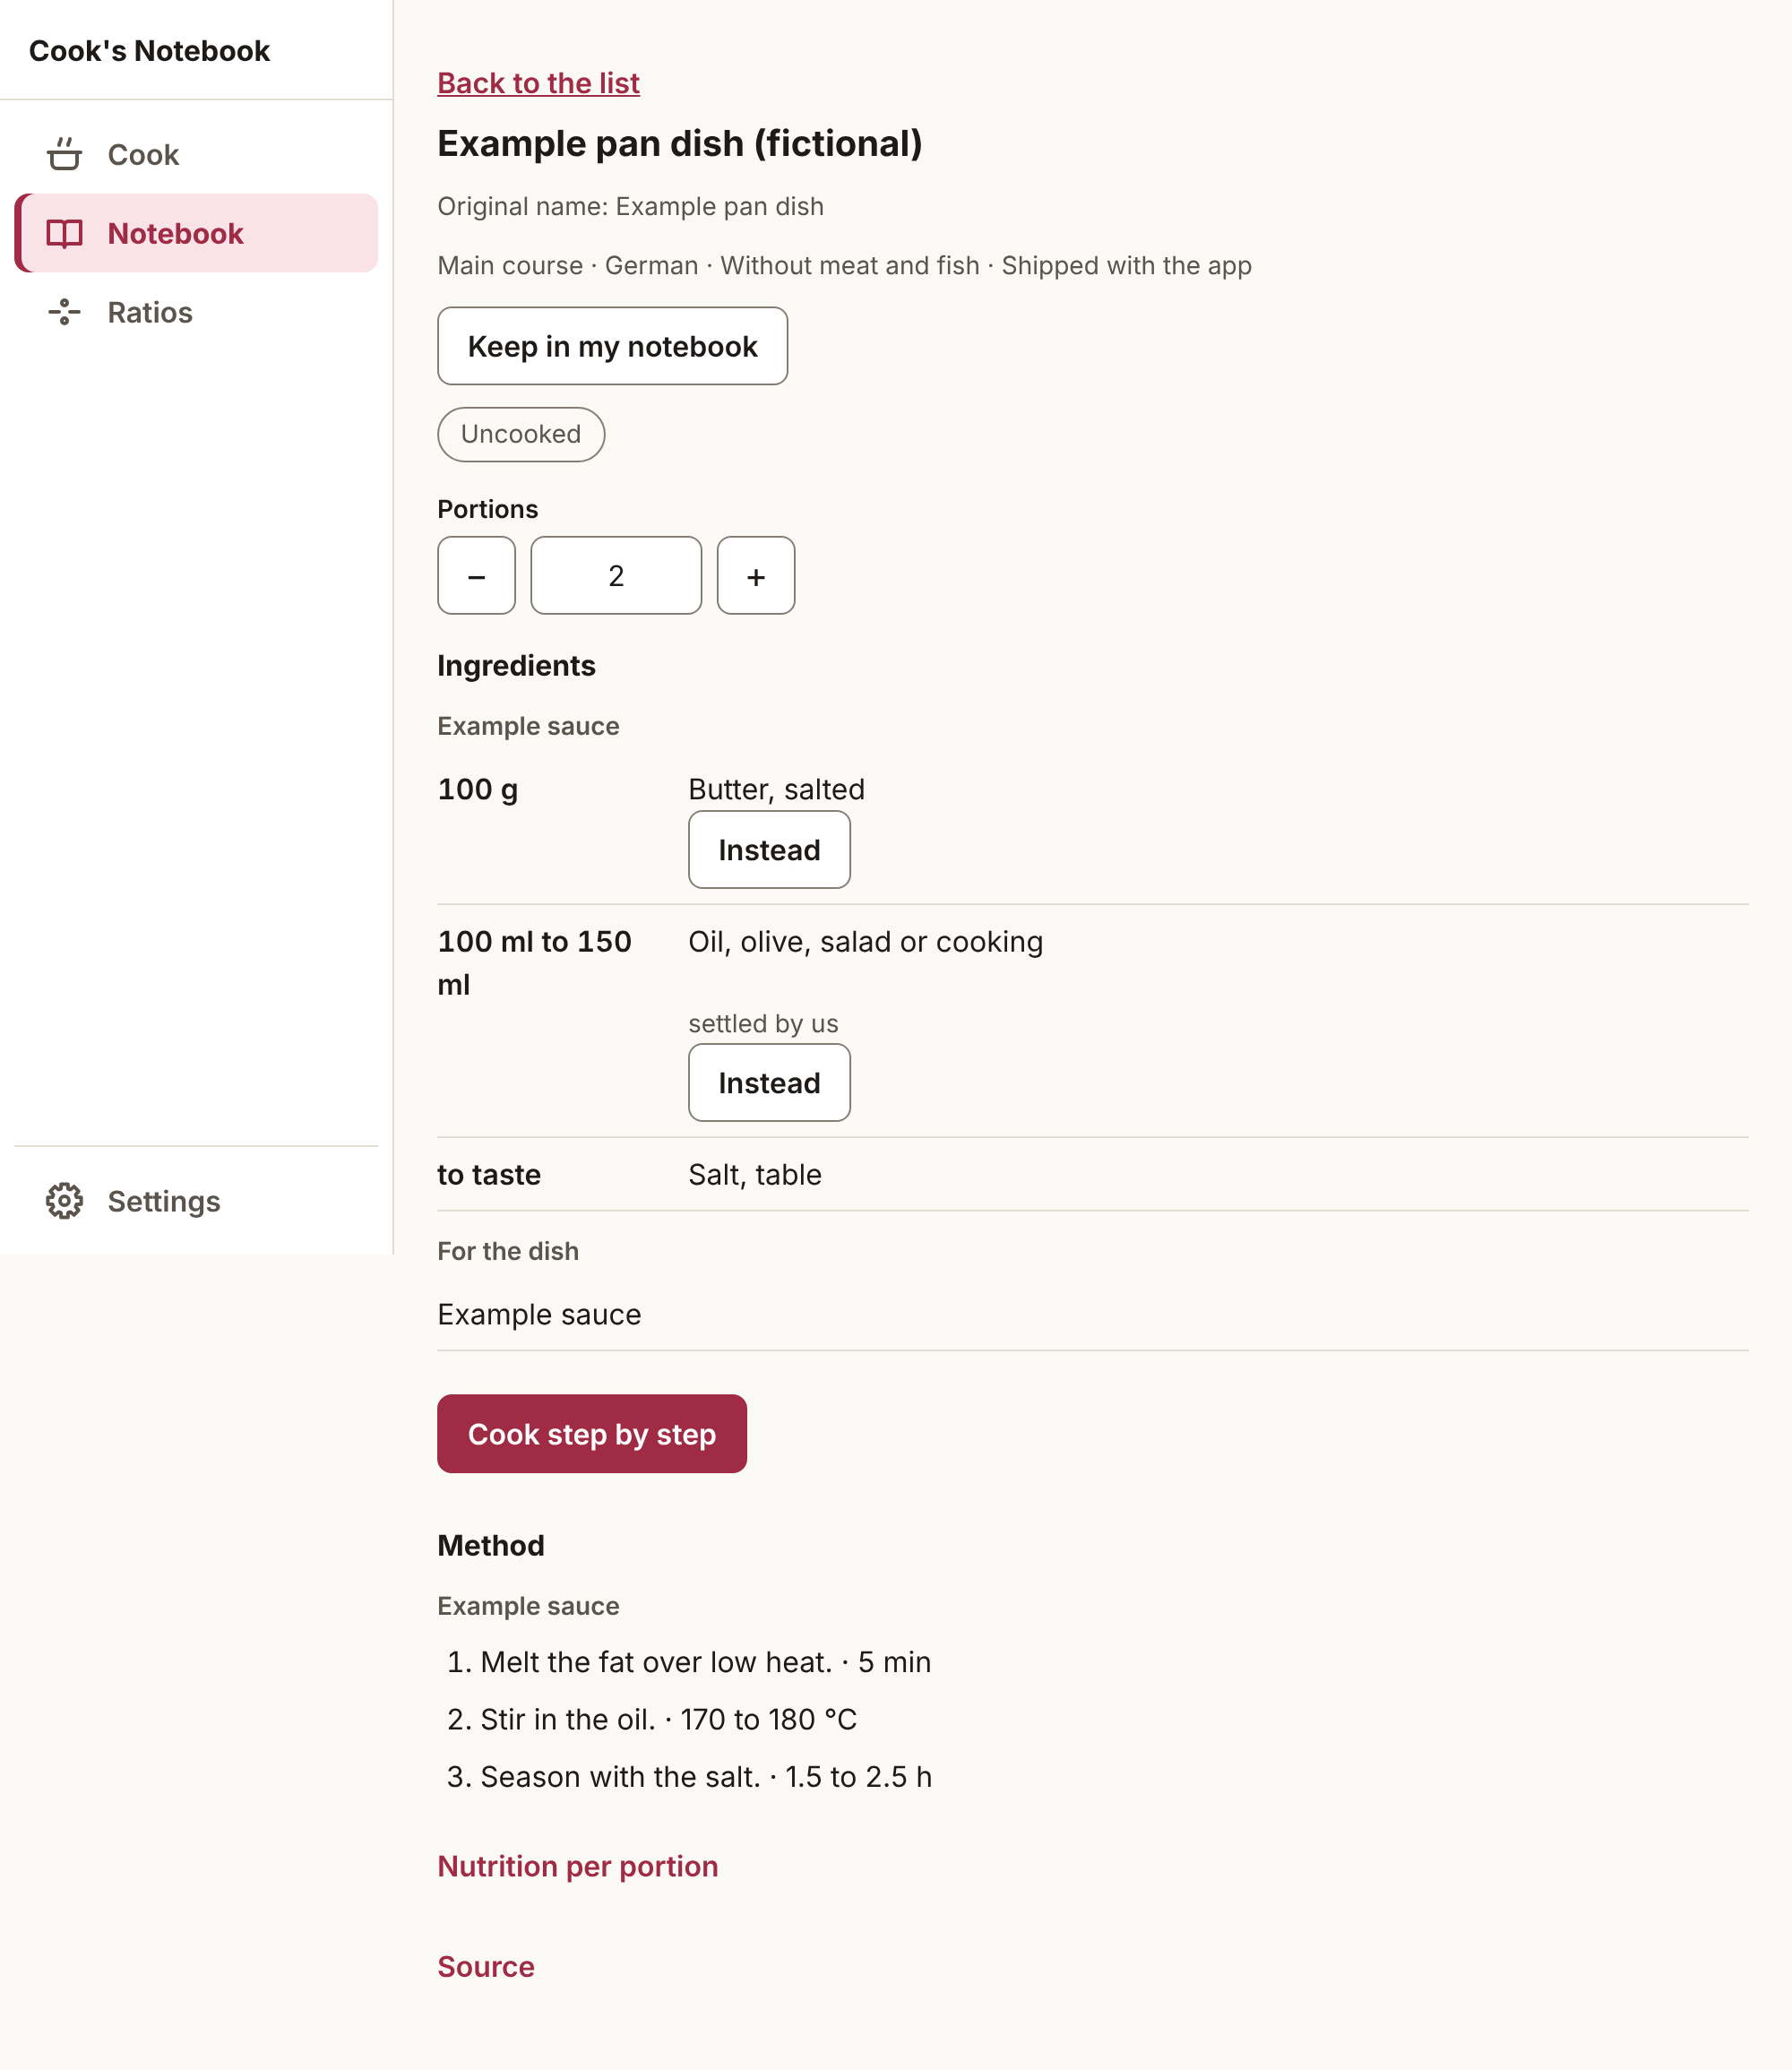 Cook's Notebook
Cook
Notebook
Ratios
Settings
Back to the list
Example pan dish (fictional)
Original name: Example pan dish
Main course · German · Without meat and fish · Shipped with the app
Keep in my notebook
Uncooked
Portions
− 2 +
Ingredients
Example sauce
100 g Butter, salted
Instead
100 ml to 150 Oil, olive, salad or cooking
ml
settled by us
Instead
to taste Salt, table
For the dish
Example sauce
Cook step by step
Method
Example sauce
1. Melt the fat over low heat. · 5 min
2. Stir in the oil. · 170 to 180 °C
3. Season with the salt. · 1.5 to 2.5 h
Nutrition per portion
Source